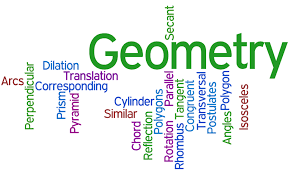 Secant
Geometry
Dilation
Translation
Arcs
Corresponding
Perpendicular
Prism
Pyramid
Cylinder
Similar
Chord
Reflection
Polygons
Rotation
Parallel
Rhombus
Tangent
Congruent
Transversal
Postulates
Angles
Polygon
Isosceles